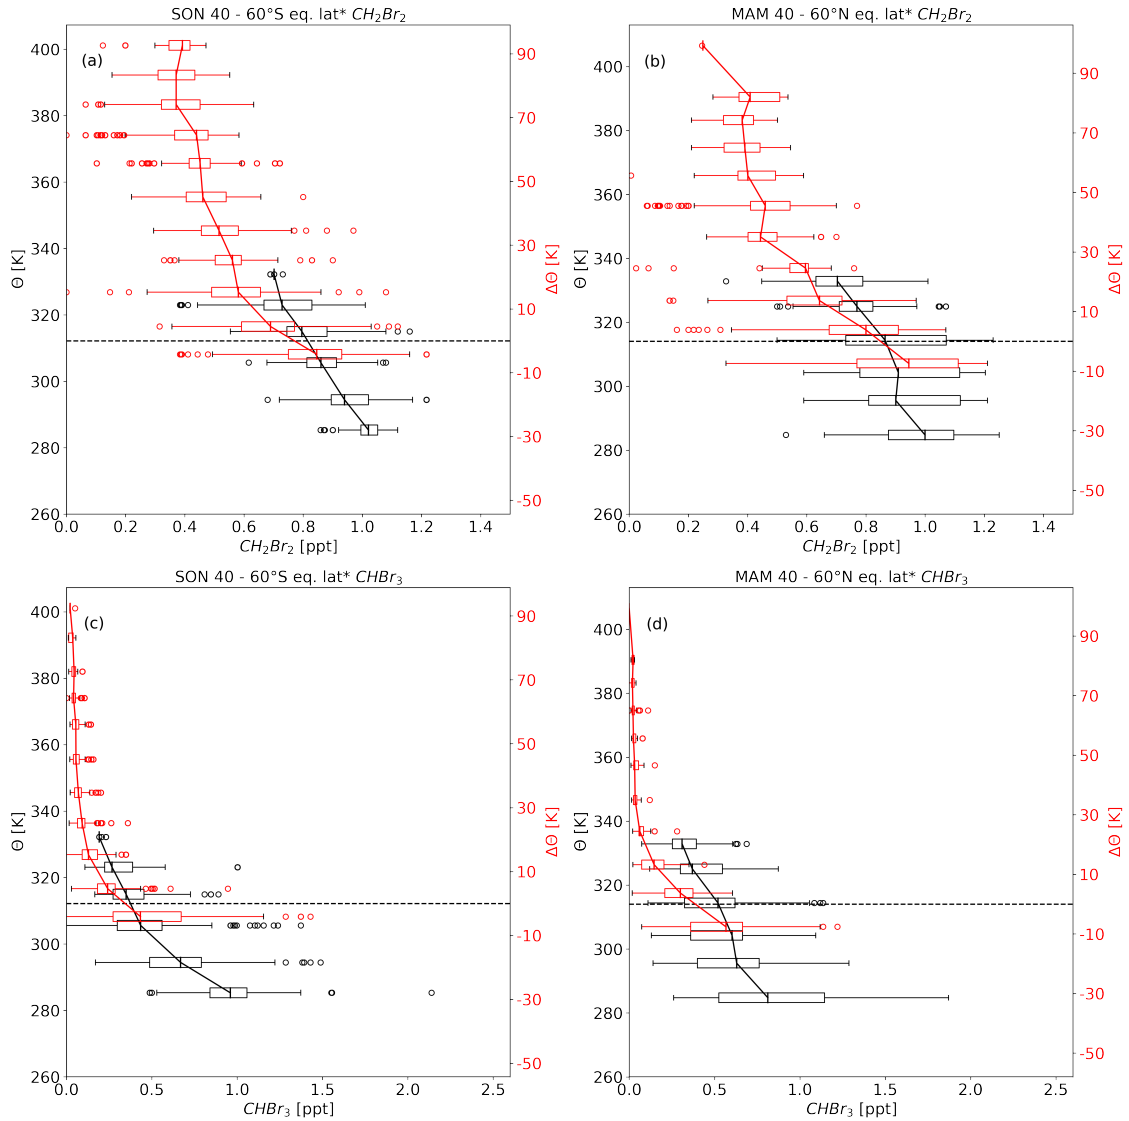 SON 40 - 60°S eq. lat* CH₂Br₂
(a)
Θ [K]
400
380
360
340
320
300
280
260
0.0 0.2 0.4 0.6 0.8 1.0 1.2 1.4
CH₂Br₂ [ppt]
90
70
50
30
10
-10
-30
-50
ΔΘ [K]
MAM 40 - 60°N eq. lat* CH₂Br₂
(b)
Θ [K]
400
380
360
340
320
300
280
260
0.0 0.2 0.4 0.6 0.8 1.0 1.2 1.4
CH₂Br₂ [ppt]
90
70
50
30
10
-10
-30
-50
ΔΘ [K]
SON 40 - 60°S eq. lat* CHBr₃
(c)
Θ [K]
400
380
360
340
320
300
280
260
0.0 0.5 1.0 1.5 2.0 2.5
CHBr₃ [ppt]
90
70
50
30
10
-10
-30
-50
ΔΘ [K]
MAM 40 - 60°N eq. lat* CHBr₃
(d)
Θ [K]
400
380
360
340
320
300
280
260
0.0 0.5 1.0 1.5 2.0 2.5
CHBr₃ [ppt]
90
70
50
30
10
-10
-30
-50
ΔΘ [K]